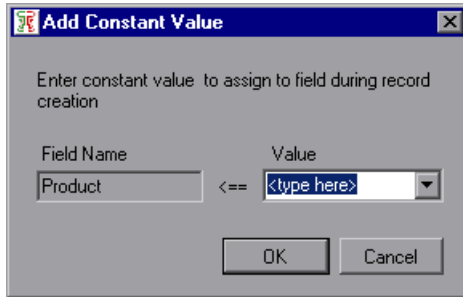 Add Constant Value
Enter constant value to assign to field during record
creation
Field Name Value
Product <== <type here>
OK Cancel